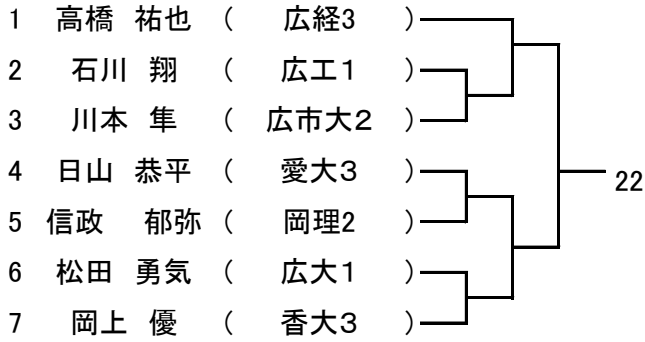 1 高橋 祐也 ( 広経3 )
2 石川 翔 ( 広工1 )
3 川本 隼 ( 広市大2 )
4 日山 恭平 ( 愛大3 )
22
5 信政 郁弥 ( 岡理2 )
6 松田 勇気 ( 広大1 )
7 岡上 優 ( 香大3 )